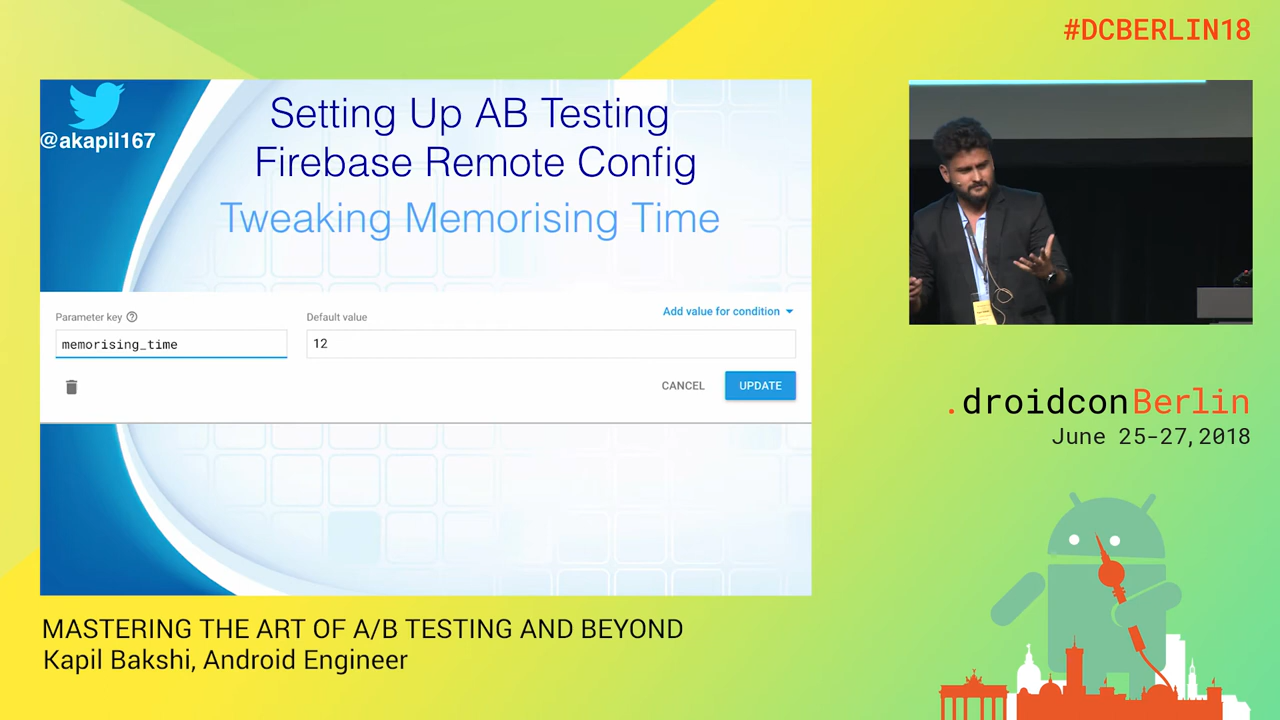 #DCBERLIN18
@akapil167
Setting Up AB Testing
Firebase Remote Config
Tweaking Memorising Time
Parameter key ?
Default value
Add value for condition
memorising_time
12
CANCEL
UPDATE
.droidconBerlin
June 25-27,2018
MASTERING THE ART OF A/B TESTING AND BEYOND
Kapil Bakshi, Android Engineer